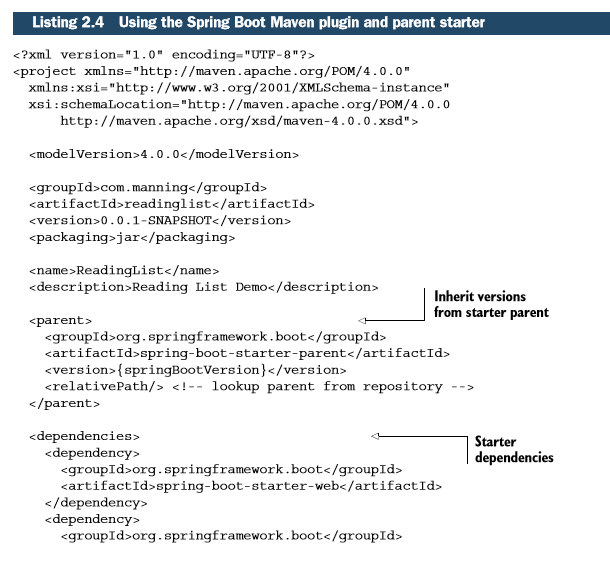 Listing 2.4 Using the Spring Boot Maven plugin and parent starter
<?xml version="1.0" encoding="UTF-8"?>
<project xmlns="http://maven.apache.org/POM/4.0.0"
xmlns:xsi="http://www.w3.org/2001/XMLSchema-instance"
xsi:schemaLocation="http://maven.apache.org/POM/4.0.0
http://maven.apache.org/xsd/maven-4.0.0.xsd">
<modelVersion>4.0.0</modelVersion>
<groupId>com.manning</groupId>
<artifactId>readinglist</artifactId>
<version>0.0.1-SNAPSHOT</version>
<packaging>jar</packaging>
<name>ReadingList</name>
<description>Reading List Demo</description>
Inherit versions
from starter parent
<parent>
<groupId>org.springframework.boot</groupId>
<artifactId>spring-boot-starter-parent</artifactId>
<version>{springBootVersion}</version>
<relativePath/> <!-- lookup parent from repository -->
</parent>
<dependencies>
Starter
dependencies
<dependency>
<groupId>org.springframework.boot</groupId>
<artifactId>spring-boot-starter-web</artifactId>
</dependency>
<dependency>
<groupId>org.springframework.boot</groupId>